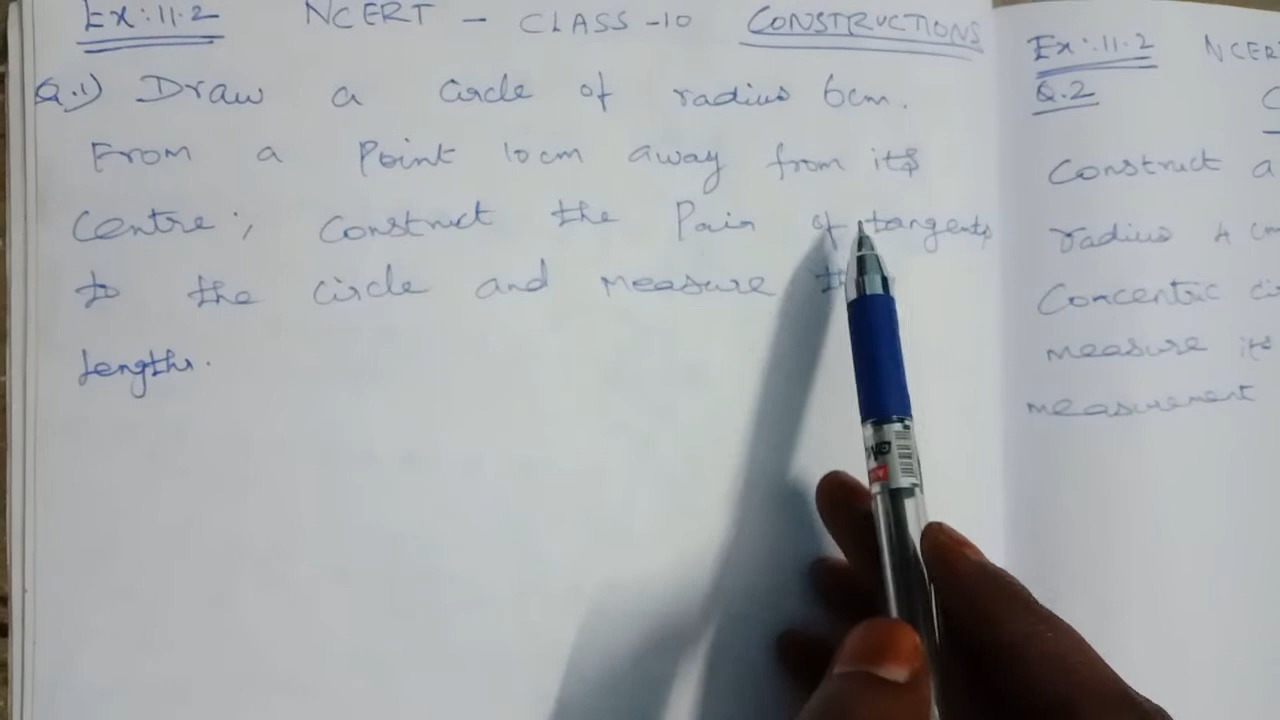 Ex: 11.2 NCERT - CLASS -10 CONSTRUCTIONS
Q.1) Draw a circle of radius 6cm.
From a Point 10cm away from its
Centre; construct the Pair of tangents
to the circle and measure
lengths.
Ex: 11.2
Q.2
Construct a
radius 4 cm
Concentric
measure its
measurement